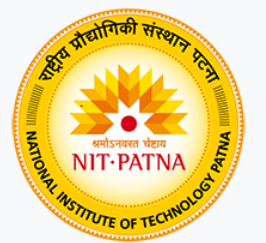 राष्ट्रीय प्रौद्योगिकी संस्थान पटना
श्रमोऽनवरत चेष्टाय
NIT·PATNA
NATIONAL INSTITUTE OF TECHNOLOGY PATNA